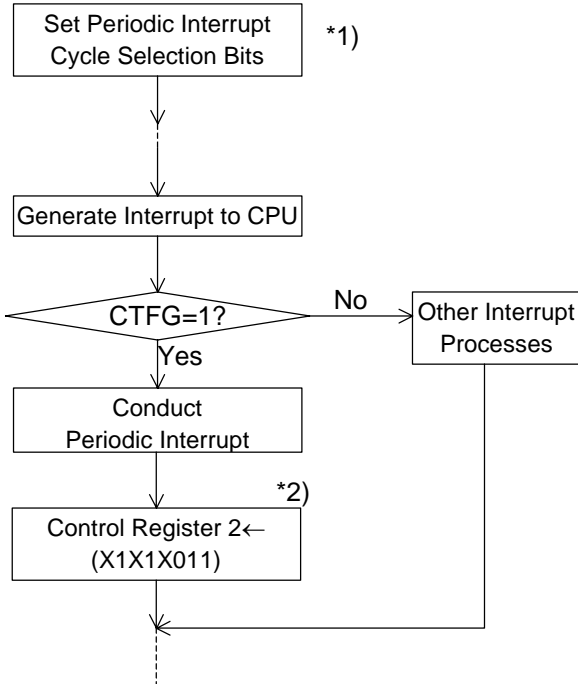 Set Periodic Interrupt
Cycle Selection Bits
*1)
Generate Interrupt to CPU
CTFG=1?
No
Other Interrupt
Processes
Yes
Conduct
Periodic Interrupt
*2)
Control Register 2←
(X1X1X011)